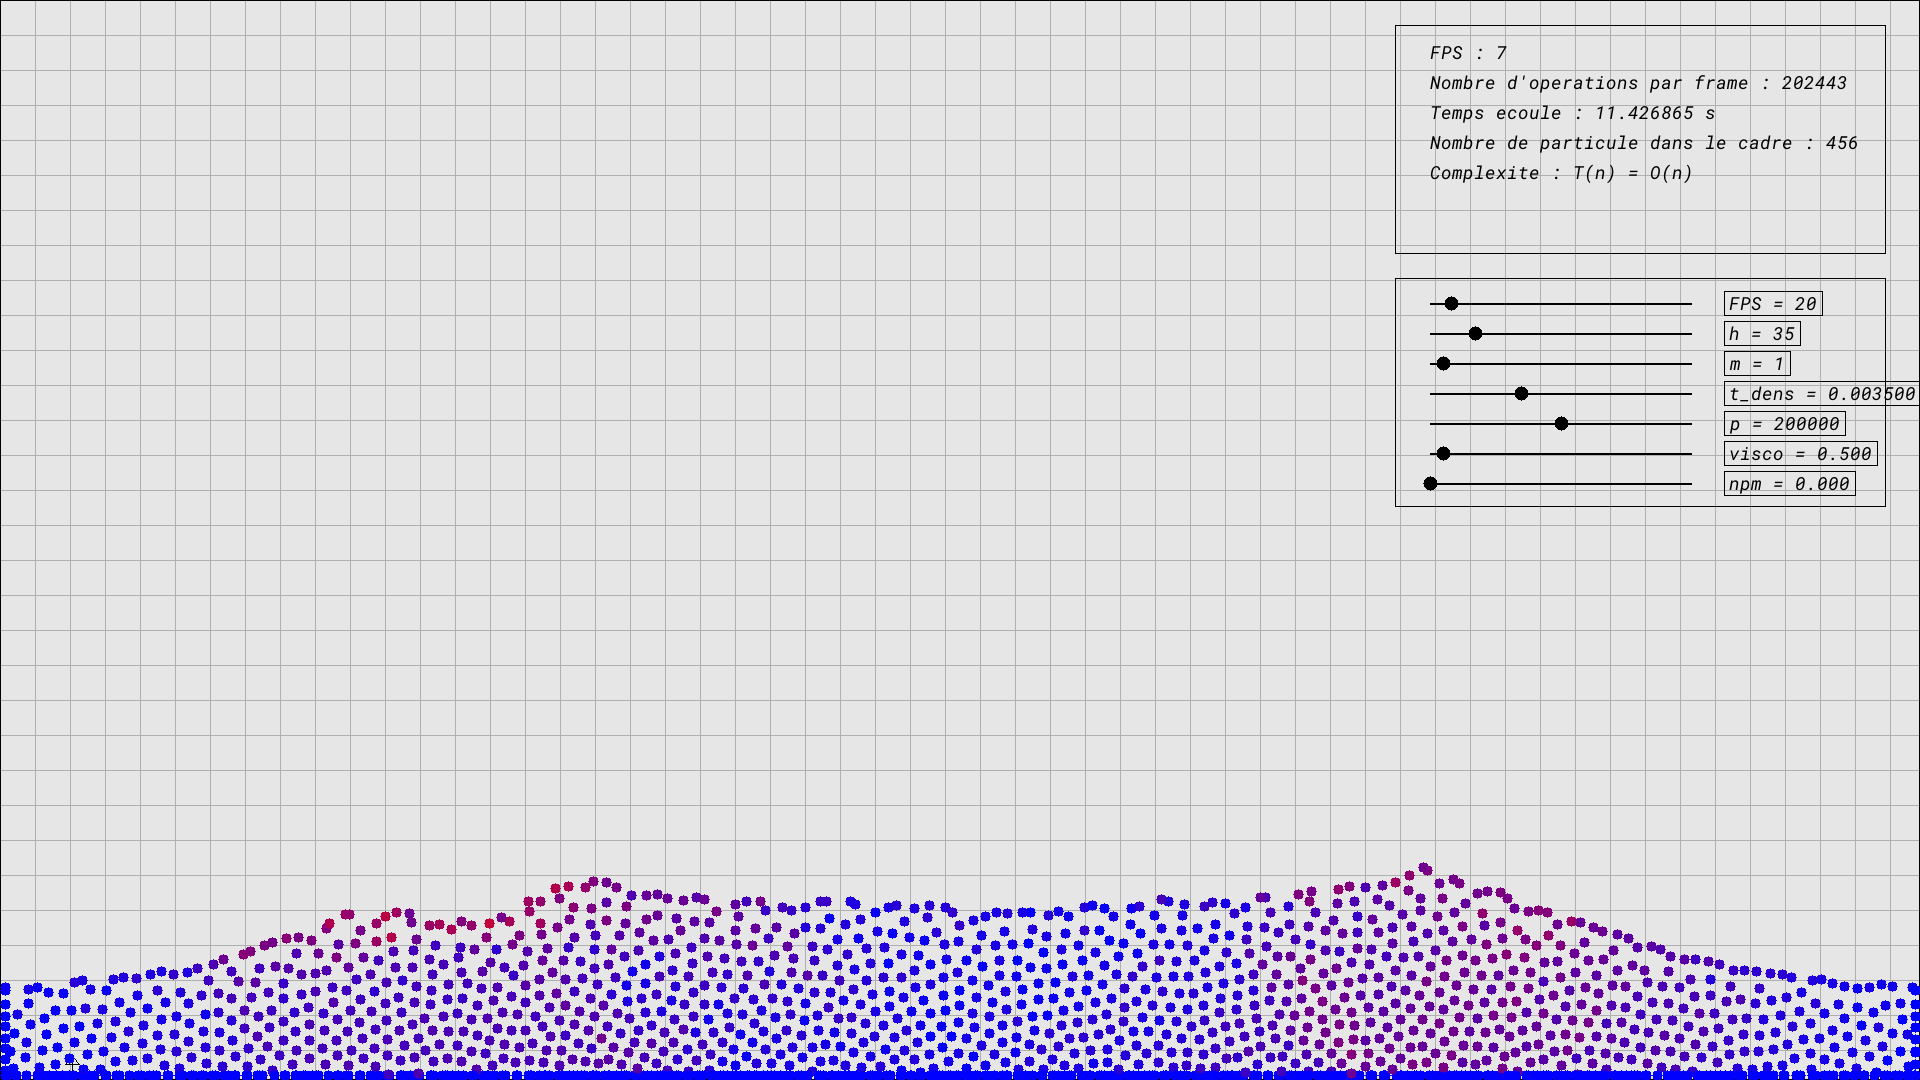 FPS : 7
Nombre d'operations par frame : 202443
Temps ecoule : 11.426865 s
Nombre de particule dans le cadre : 456
Complexite : T(n) = O(n)
FPS = 20
h = 35
m = 1
t_dens = 0.003500
p = 200000
visco = 0.500
npm = 0.000